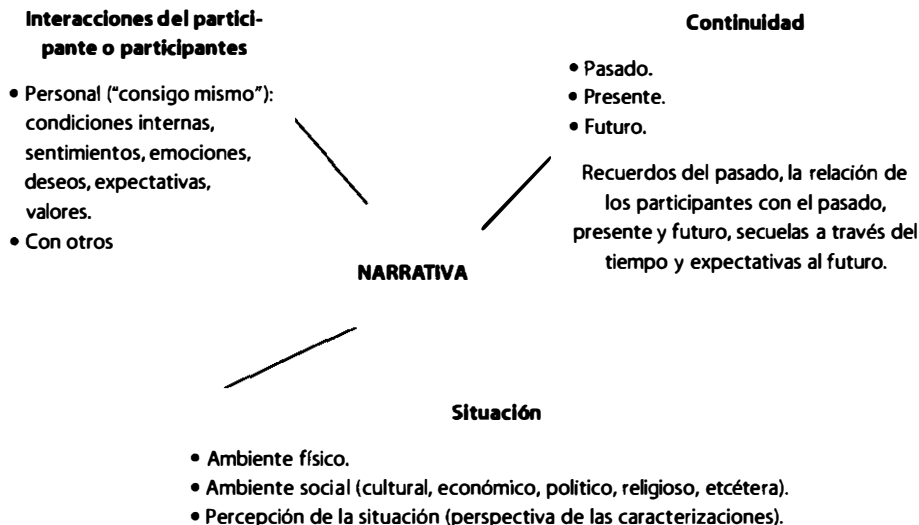 Interacciones del partici-
pante o participantes
• Personal ("consigo mismo"):
condiciones internas,
sentimientos, emociones,
deseos, expectativas,
valores.
• Con otros
Continuidad
• Pasado.
• Presente.
• Futuro.
Recuerdos del pasado, la relación de
los participantes con el pasado,
presente y futuro, secuelas a través del
tiempo y expectativas al futuro.
NARRATIVA
Situación
• Ambiente físico.
• Ambiente social (cultural, económico, político, religioso, etcétera).
• Percepción de la situación (perspectiva de las caracterizaciones).